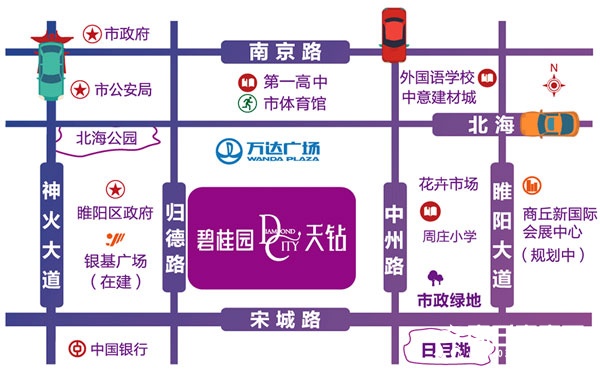 市政府
南京路
市公安局
第一高中
市体育馆
外国语学校
中意建材城
N
北海公园
万达广场
WANDA PLAZA
北海
神火大道
睢阳区政府
银基广场
（在建）
归德路
碧桂园
DIAMOND
CITY
天钻
中州路
花卉市场
周庄小学
市政绿地
睢阳大道
商丘新国际
会展中心
（规划中）
宋城路
中国银行
日月湖